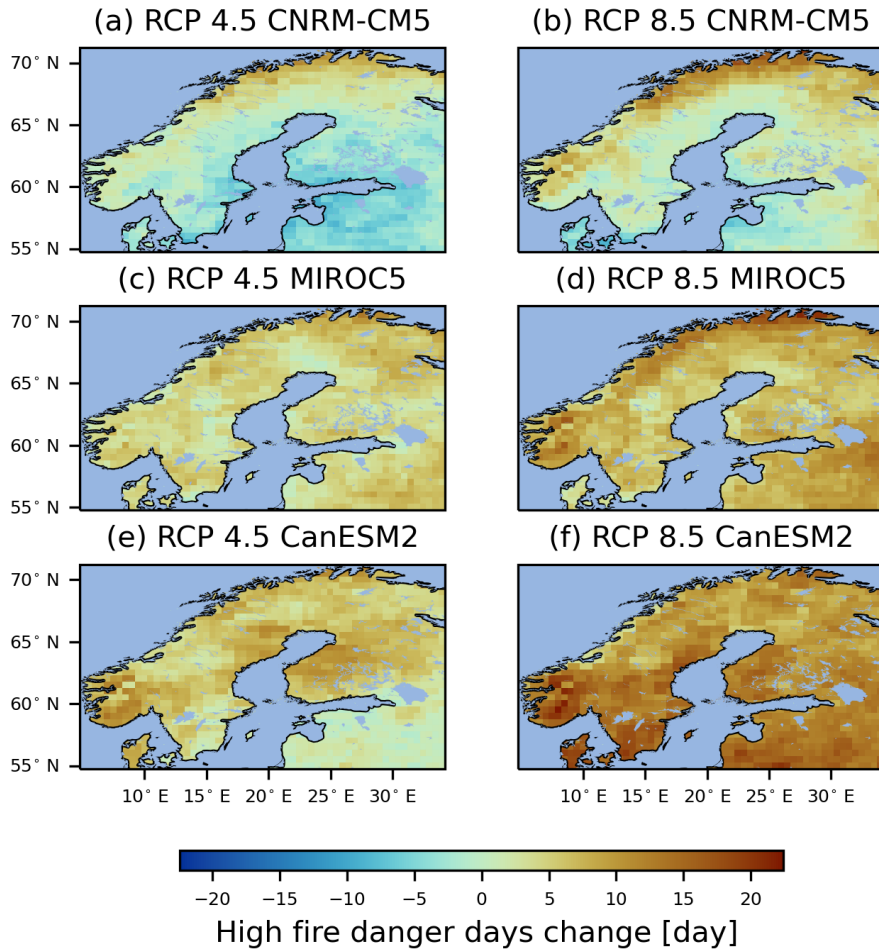 (a) RCP 4.5 CNRM-CM5
(b) RCP 8.5 CNRM-CM5
70° N
65° N
60° N
55° N
(c) RCP 4.5 MIROC5
(d) RCP 8.5 MIROC5
70° N
65° N
60° N
55° N
(e) RCP 4.5 CanESM2
(f) RCP 8.5 CanESM2
70° N
65° N
60° N
55° N
10° E 15° E 20° E 25° E 30° E
10° E 15° E 20° E 25° E 30° E
−20 −15 −10 −5 0 5 10 15 20
High fire danger days change [day]